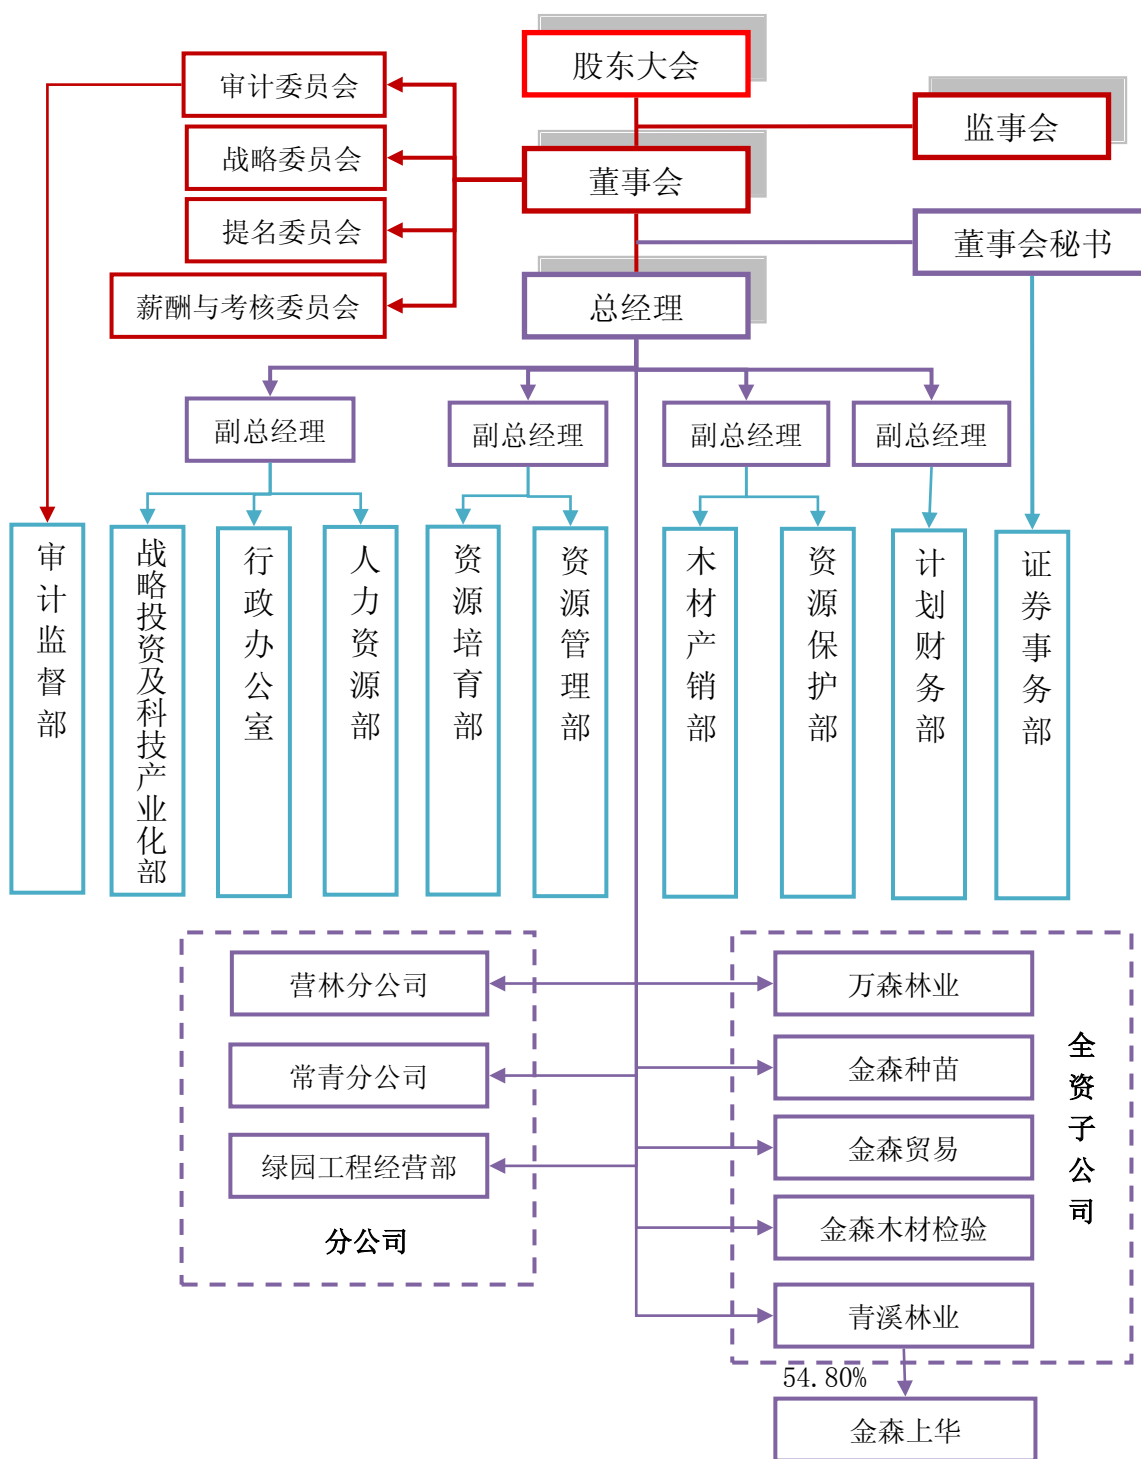 股东大会
审计委员会
监事会
战略委员会
董事会
提名委员会
董事会秘书
薪酬与考核委员会
总经理
副总经理
副总经理
副总经理
副总经理
审计监督部
战略投资及科技产业化部
行政办公室
人力资源部
资源培育部
资源管理部
木材产销部
资源保护部
计划财务部
证券事务部
营林分公司
常青分公司
绿园工程经营部
分公司
万森林业
金森种苗
金森贸易
金森木材检验
青溪林业
全资子公司
54.80%
金森上华